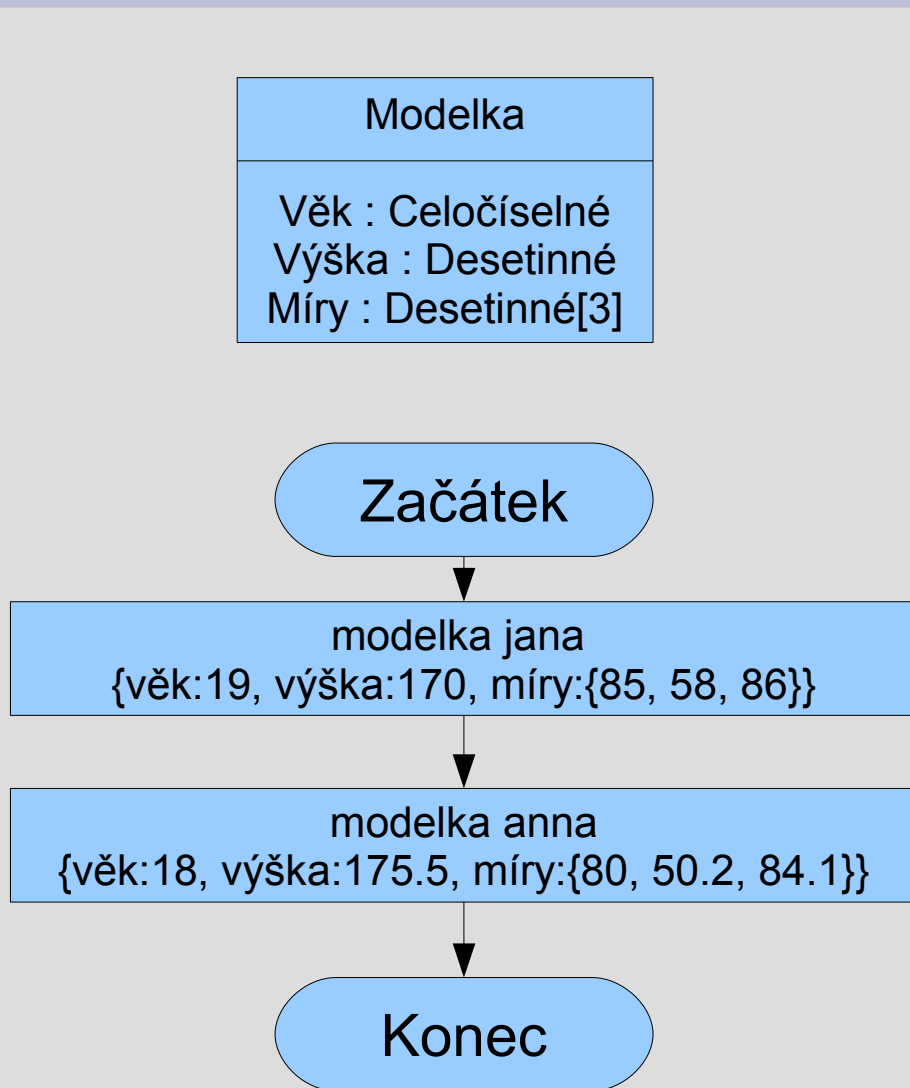 Modelka
Věk : Celočíselné
Výška : Desetinné
Míry : Desetinné[3]
Začátek
modelka jana
{věk:19, výška:170, míry:{85, 58, 86}}
modelka anna
{věk:18, výška:175.5, míry:{80, 50.2, 84.1}}
Konec